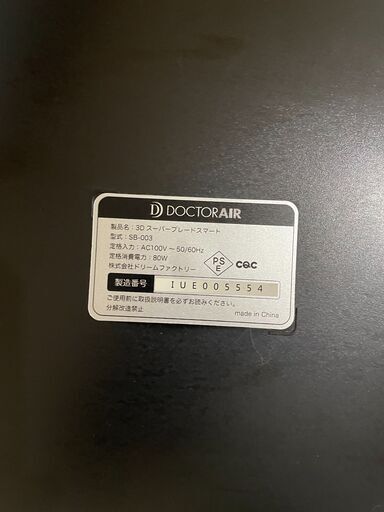 DOCTORAIR
製品名：3Dスーパーブレードスマート
型式：SB-003
定格入力：AC100V～50/60Hz
定格消費電力：80W
株式会社ドリームファクトリー
PS
E
CQC
製造番号 IUE005554
ご使用前に取扱説明書を必ずお読みください。
分解改造禁止
made in China